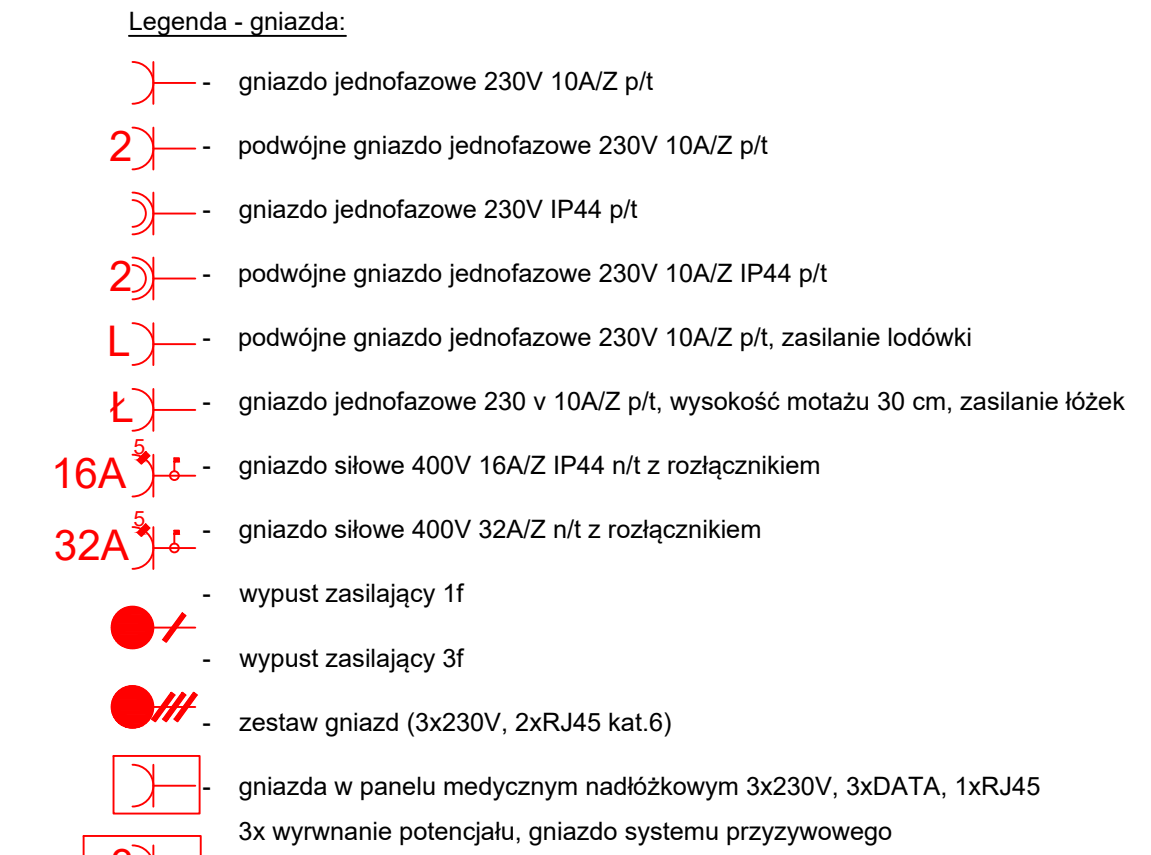 Legenda - gniazda:
- gniazdo jednofazowe 230V 10A/Z p/t
2 - podwójne gniazdo jednofazowe 230V 10A/Z p/t
- gniazdo jednofazowe 230V IP44 p/t
2 - podwójne gniazdo jednofazowe 230V 10A/Z IP44 p/t
L - podwójne gniazdo jednofazowe 230V 10A/Z p/t, zasilanie lodówki
Ł - gniazdo jednofazowe 230 v 10A/Z p/t, wysokość motażu 30 cm, zasilanie łóżek
16A 5 - gniazdo siłowe 400V 16A/Z IP44 n/t z rozłącznikiem
32A 5 - gniazdo siłowe 400V 32A/Z n/t z rozłącznikiem
- wypust zasilający 1f
- wypust zasilający 3f
- zestaw gniazd (3x230V, 2xRJ45 kat.6)
- gniazda w panelu medycznym nadłóżkowym 3x230V, 3xDATA, 1xRJ45
3x wyrwnanie potencjału, gniazdo systemu przyzywowego